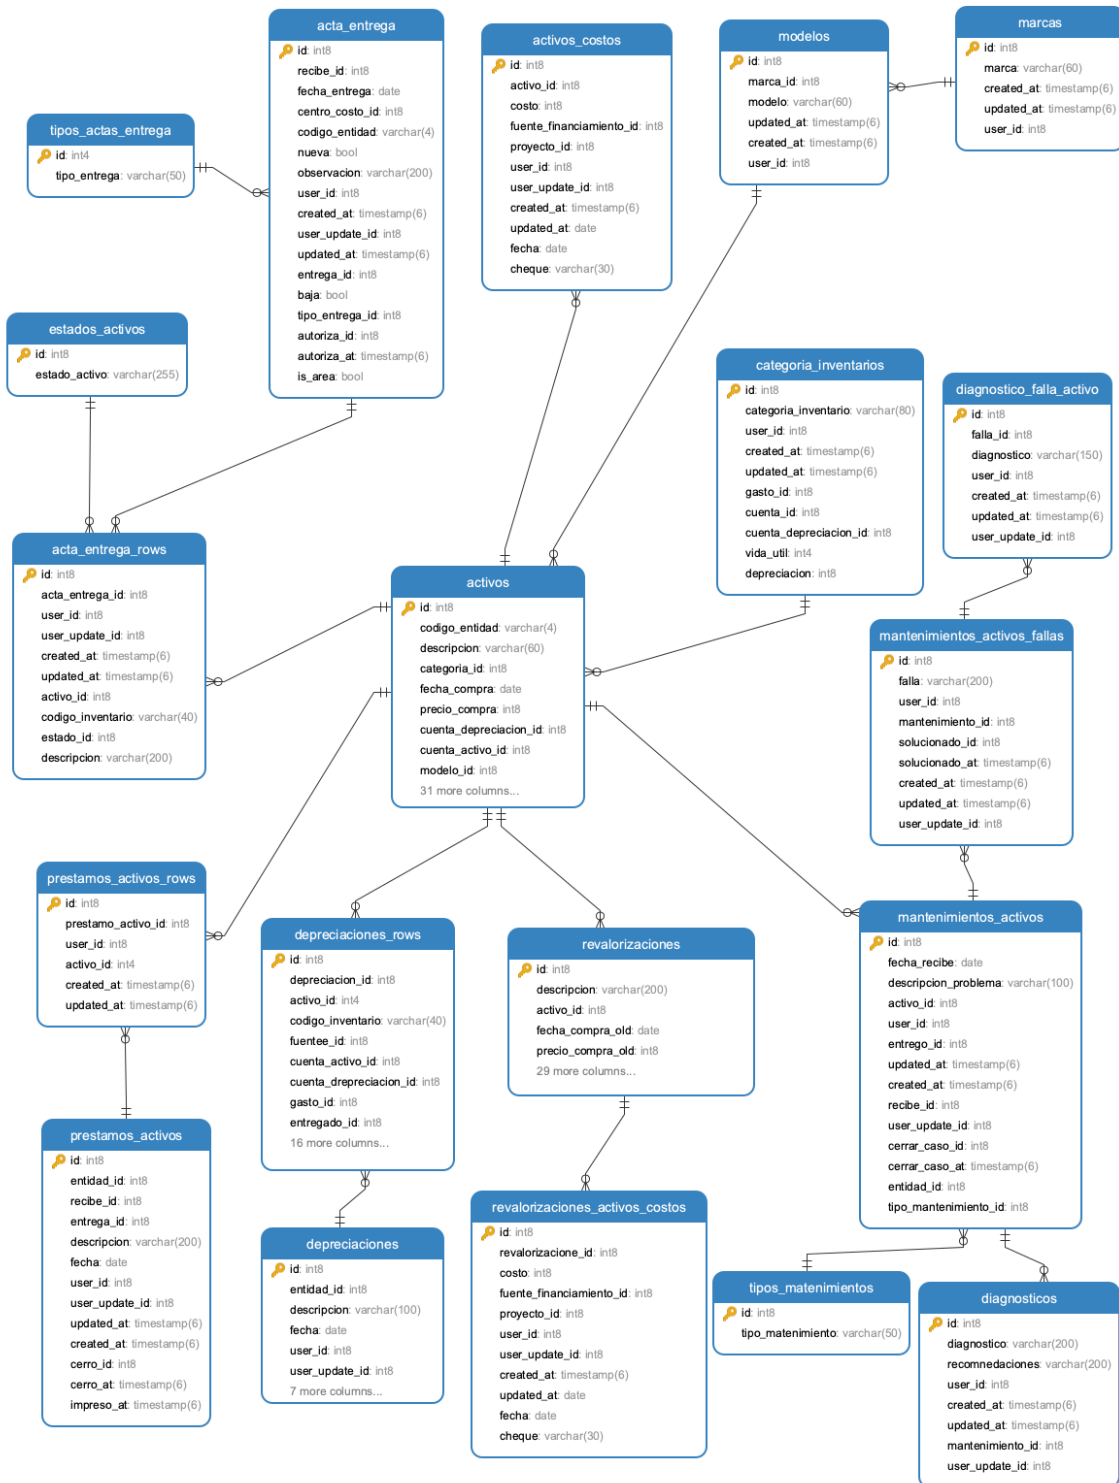 acta_entrega
id: int8
recibe_id: int8
fecha_entrega: date
centro_costo_id: int8
codigo_entidad: varchar(4)
nueva: bool
observacion: varchar(200)
user_id: int8
created_at: timestamp(6)
user_update_id: int8
updated_at: timestamp(6)
entrega_id: int8
baja: bool
tipo_entrega_id: int8
autoriza_id: int8
autoriza_at: timestamp(6)
is_area: bool
activos_costos
id: int8
activo_id: int8
costo: int8
fuente_financiamiento_id: int8
proyecto_id: int8
user_id: int8
user_update_id: int8
created_at: timestamp(6)
updated_at: date
fecha: date
cheque: varchar(30)
modelos
id: int8
marca_id: int8
modelo: varchar(60)
updated_at: timestamp(6)
created_at: timestamp(6)
user_id: int8
marcas
id: int8
marca: varchar(60)
created_at: timestamp(6)
updated_at: timestamp(6)
user_id: int8
tipos_actas_entrega
id: int4
tipo_entrega: varchar(50)
estados_activos
id: int8
estado_activo: varchar(255)
categoria_inventarios
id: int8
categoria_inventario: varchar(80)
user_id: int8
created_at: timestamp(6)
updated_at: timestamp(6)
gasto_id: int8
cuenta_id: int8
cuenta_depreciacion_id: int8
vida_util: int4
depreciacion: int8
diagnostico_falla_activo
id: int8
falla_id: int8
diagnostico: varchar(150)
user_id: int8
created_at: timestamp(6)
updated_at: timestamp(6)
user_update_id: int8
acta_entrega_rows
id: int8
acta_entrega_id: int8
user_id: int8
user_update_id: int8
created_at: timestamp(6)
updated_at: timestamp(6)
activo_id: int8
codigo_inventario: varchar(40)
estado_id: int8
descripcion: varchar(200)
activos
id: int8
codigo_entidad: varchar(4)
descripcion: varchar(60)
categoria_id: int8
fecha_compra: date
precio_compra: int8
cuenta_depreciacion_id: int8
cuenta_activo_id: int8
modelo_id: int8
31 more columns...
mantenimientos_activos_fallas
id: int8
falla: varchar(200)
user_id: int8
mantenimiento_id: int8
solucionado_id: int8
solucionado_at: timestamp(6)
created_at: timestamp(6)
updated_at: timestamp(6)
user_update_id: int8
prestamos_activos_rows
id: int8
prestamo_activo_id: int8
user_id: int8
activo_id: int4
created_at: timestamp(6)
updated_at: timestamp(6)
depreciaciones_rows
id: int8
depreciacion_id: int8
activo_id: int4
codigo_inventario: varchar(40)
fuentee_id: int8
cuenta_activo_id: int8
cuenta_drepreciacion_id: int8
gasto_id: int8
entregado_id: int8
16 more columns...
revalorizaciones
id: int8
descripcion: varchar(200)
activo_id: int8
fecha_compra_old: date
precio_compra_old: int8
29 more columns...
mantenimientos_activos
id: int8
fecha_recibe: date
descripcion_problema: varchar(100)
activo_id: int8
user_id: int8
entrego_id: int8
updated_at: timestamp(6)
created_at: timestamp(6)
recibe_id: int8
user_update_id: int8
cerrar_caso_id: int8
cerrar_caso_at: timestamp(6)
entidad_id: int8
tipo_mantenimiento_id: int8
prestamos_activos
id: int8
entidad_id: int8
recibe_id: int8
entrega_id: int8
descripcion: varchar(200)
fecha: date
user_id: int8
user_update_id: int8
updated_at: timestamp(6)
created_at: timestamp(6)
cerro_id: int8
cerro_at: timestamp(6)
impreso_at: timestamp(6)
depreciaciones
id: int8
entidad_id: int8
descripcion: varchar(100)
fecha: date
user_id: int8
user_update_id: int8
7 more columns...
revalorizaciones_activos_costos
id: int8
revalorizacione_id: int8
costo: int8
fuente_financiamiento_id: int8
proyecto_id: int8
user_id: int8
user_update_id: int8
created_at: timestamp(6)
updated_at: date
fecha: date
cheque: varchar(30)
tipos_matenimientos
id: int8
tipo_matenimiento: varchar(50)
diagnosticos
id: int8
diagnostico: varchar(200)
recomnedaciones: varchar(200)
user_id: int8
created_at: timestamp(6)
updated_at: timestamp(6)
mantenimiento_id: int8
user_update_id: int8